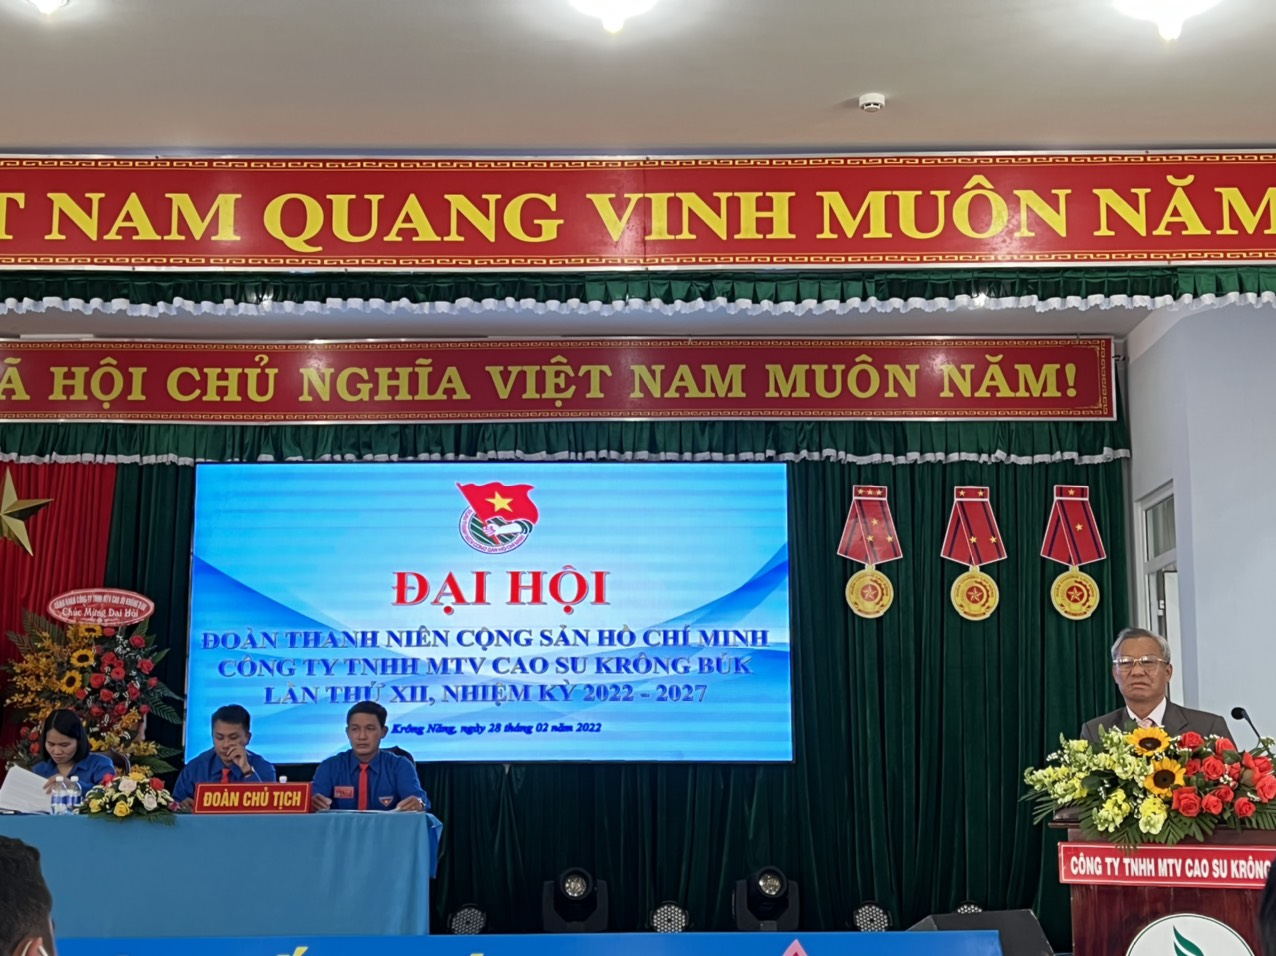 T NAM QUANG VINH MUÔN NĂM
Ã HỘI CHỦ NGHĨA VIỆT NAM MUÔN NĂM!
ĐẠI HỘI
ĐOÀN THANH NIÊN CỘNG SẢN HỒ CHÍ MINH
CÔNG TY TNHH MTV CAO SU KRÔNG BÚK
LẦN THỨ XII, NHIỆM KỲ 2022 - 2027
Krông Năng, ngày 28 tháng 02 năm 2022
Chúc Mừng Đại Hội
ĐOÀN CHỦ TỊCH
CÔNG TY TNHH MTV CAO SU KRÔNG